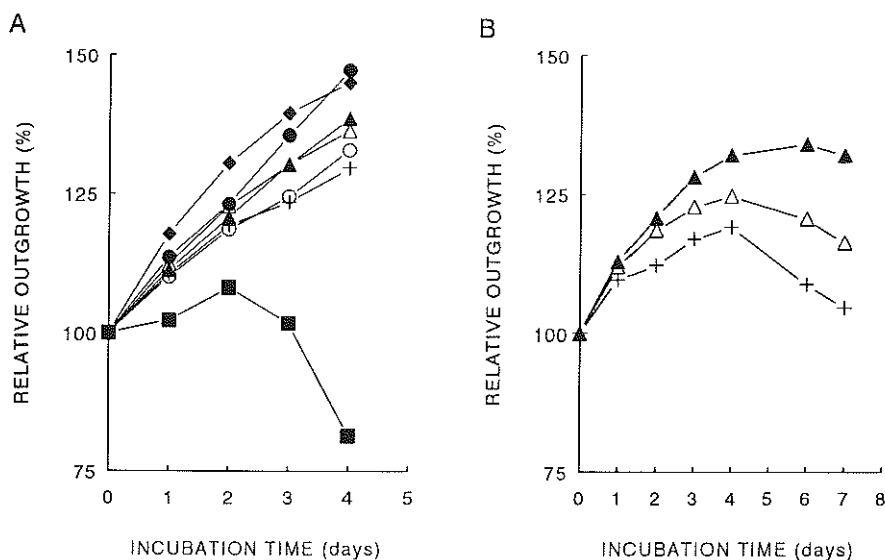 A
RELATIVE OUTGROWTH (%)
150
125
100
75
0 1 2 3 4 5
INCUBATION TIME (days)
B
RELATIVE OUTGROWTH (%)
150
125
100
75
0 1 2 3 4 5 6 7 8
INCUBATION TIME (days)